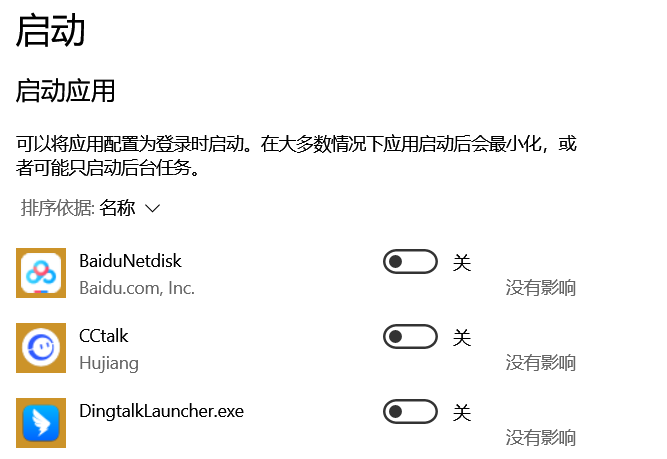 启动
启动应用
可以将应用配置为登录时启动。在大多数情况下应用启动后会最小化，或
者可能只启动后台任务。
排序依据: 名称
BaiduNetdisk
关
Baidu.com, Inc.
没有影响
CCtalk
关
Hujiang
没有影响
DingtalkLauncher.exe
关
没有影响